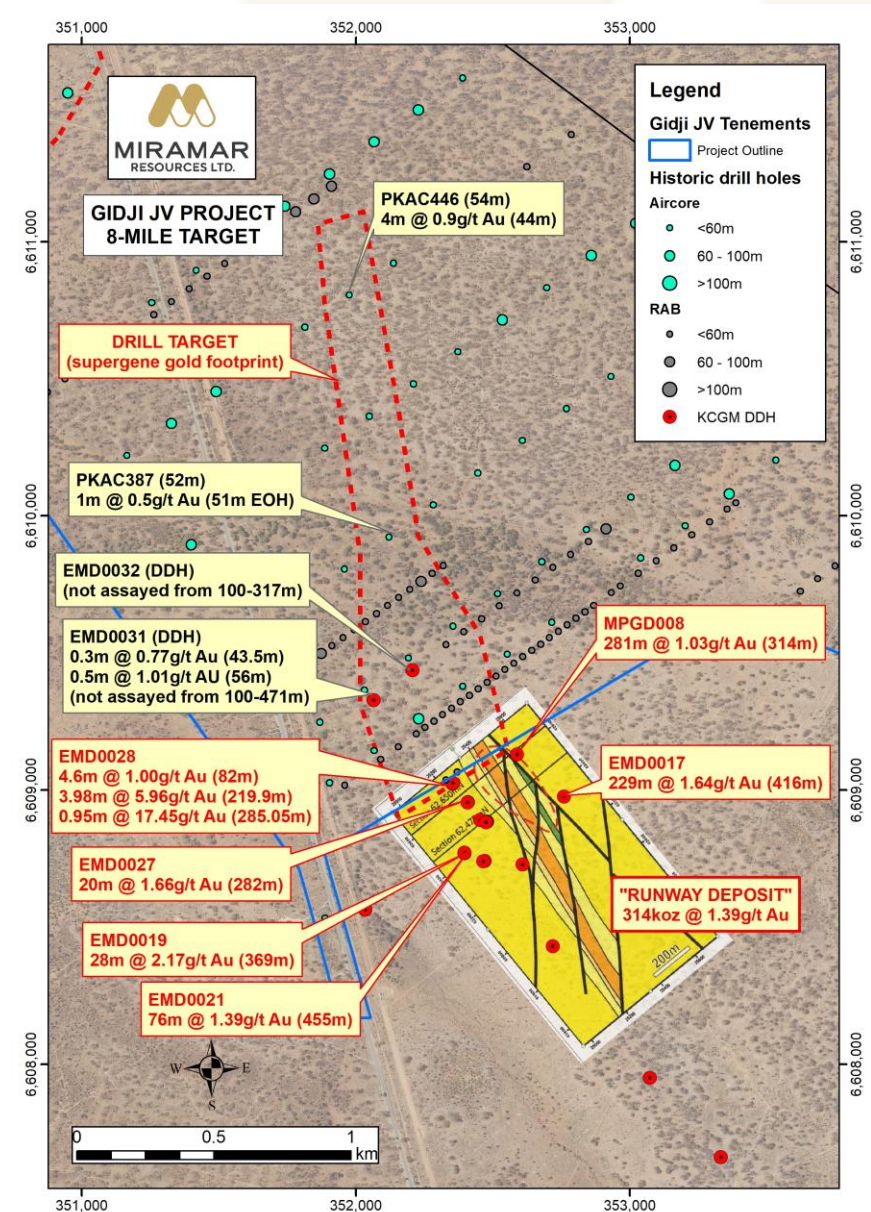 351,000 352,000 353,000
MIRAMAR
RESOURCES LTD.
GIDJI JV PROJECT
8-MILE TARGET
Legend
Gidji JV Tenements
Project Outline
Historic drill holes
Aircore
<60m
60 - 100m
>100m
RAB
<60m
60 - 100m
>100m
KCGM DDH
PKAC446 (54m)
4m @ 0.9g/t Au (44m)
6,611,000 6,611,000
DRILL TARGET
(supergene gold footprint)
PKAC387 (52m)
1m @ 0.5g/t Au (51m EOH)
6,610,000 6,610,000
EMD0032 (DDH)
(not assayed from 100-317m)
EMD0031 (DDH)
0.3m @ 0.77g/t Au (43.5m)
0.5m @ 1.01g/t AU (56m)
(not assayed from 100-471m)
MPGD008
281m @ 1.03g/t Au (314m)
EMD0028
4.6m @ 1.00g/t Au (82m)
3.98m @ 5.96g/t Au (219.9m)
0.95m @ 17.45g/t Au (285.05m)
EMD0017
229m @ 1.64g/t Au (416m)
6,609,000 6,609,000
Section 62,650mN
Section 62,47 N
EMD0027
20m @ 1.66g/t Au (282m)
"RUNWAY DEPOSIT"
314koz @ 1.39g/t Au
EMD0019
28m @ 2.17g/t Au (369m)
200m
EMD0021
76m @ 1.39g/t Au (455m)
6,608,000 6,608,000
N
W E
S
0 0.5 1
km
351,000 352,000 353,000